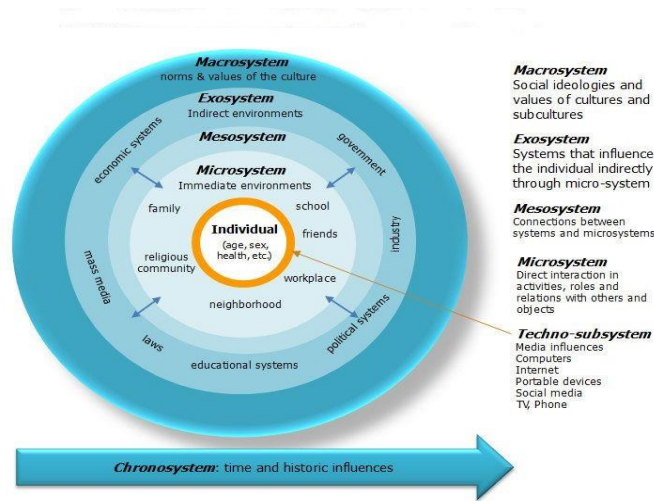 Macrosystem
norms & values of the culture
Exosystem
Indirect environments
Mesosystem
Microsystem
Immediate environments
economic systems
government
family
school
Individual
(age, sex,
health, etc.)
friends
religious
community
workplace
neighborhood
mass media
industry
laws
educational systems
political systems
Macrosystem
Social ideologies and
values of cultures and
subcultures
Exosystem
Systems that influence
the individual indirectly
through micro-system
Mesosystem
Connections between
systems and microsystems
Microsystem
Direct interaction in
activities, roles and
relations with others and
objects
Techno-subsystem
Media influences
Computers
Internet
Portable devices
Social media
TV, Phone
Chronosystem: time and historic influences